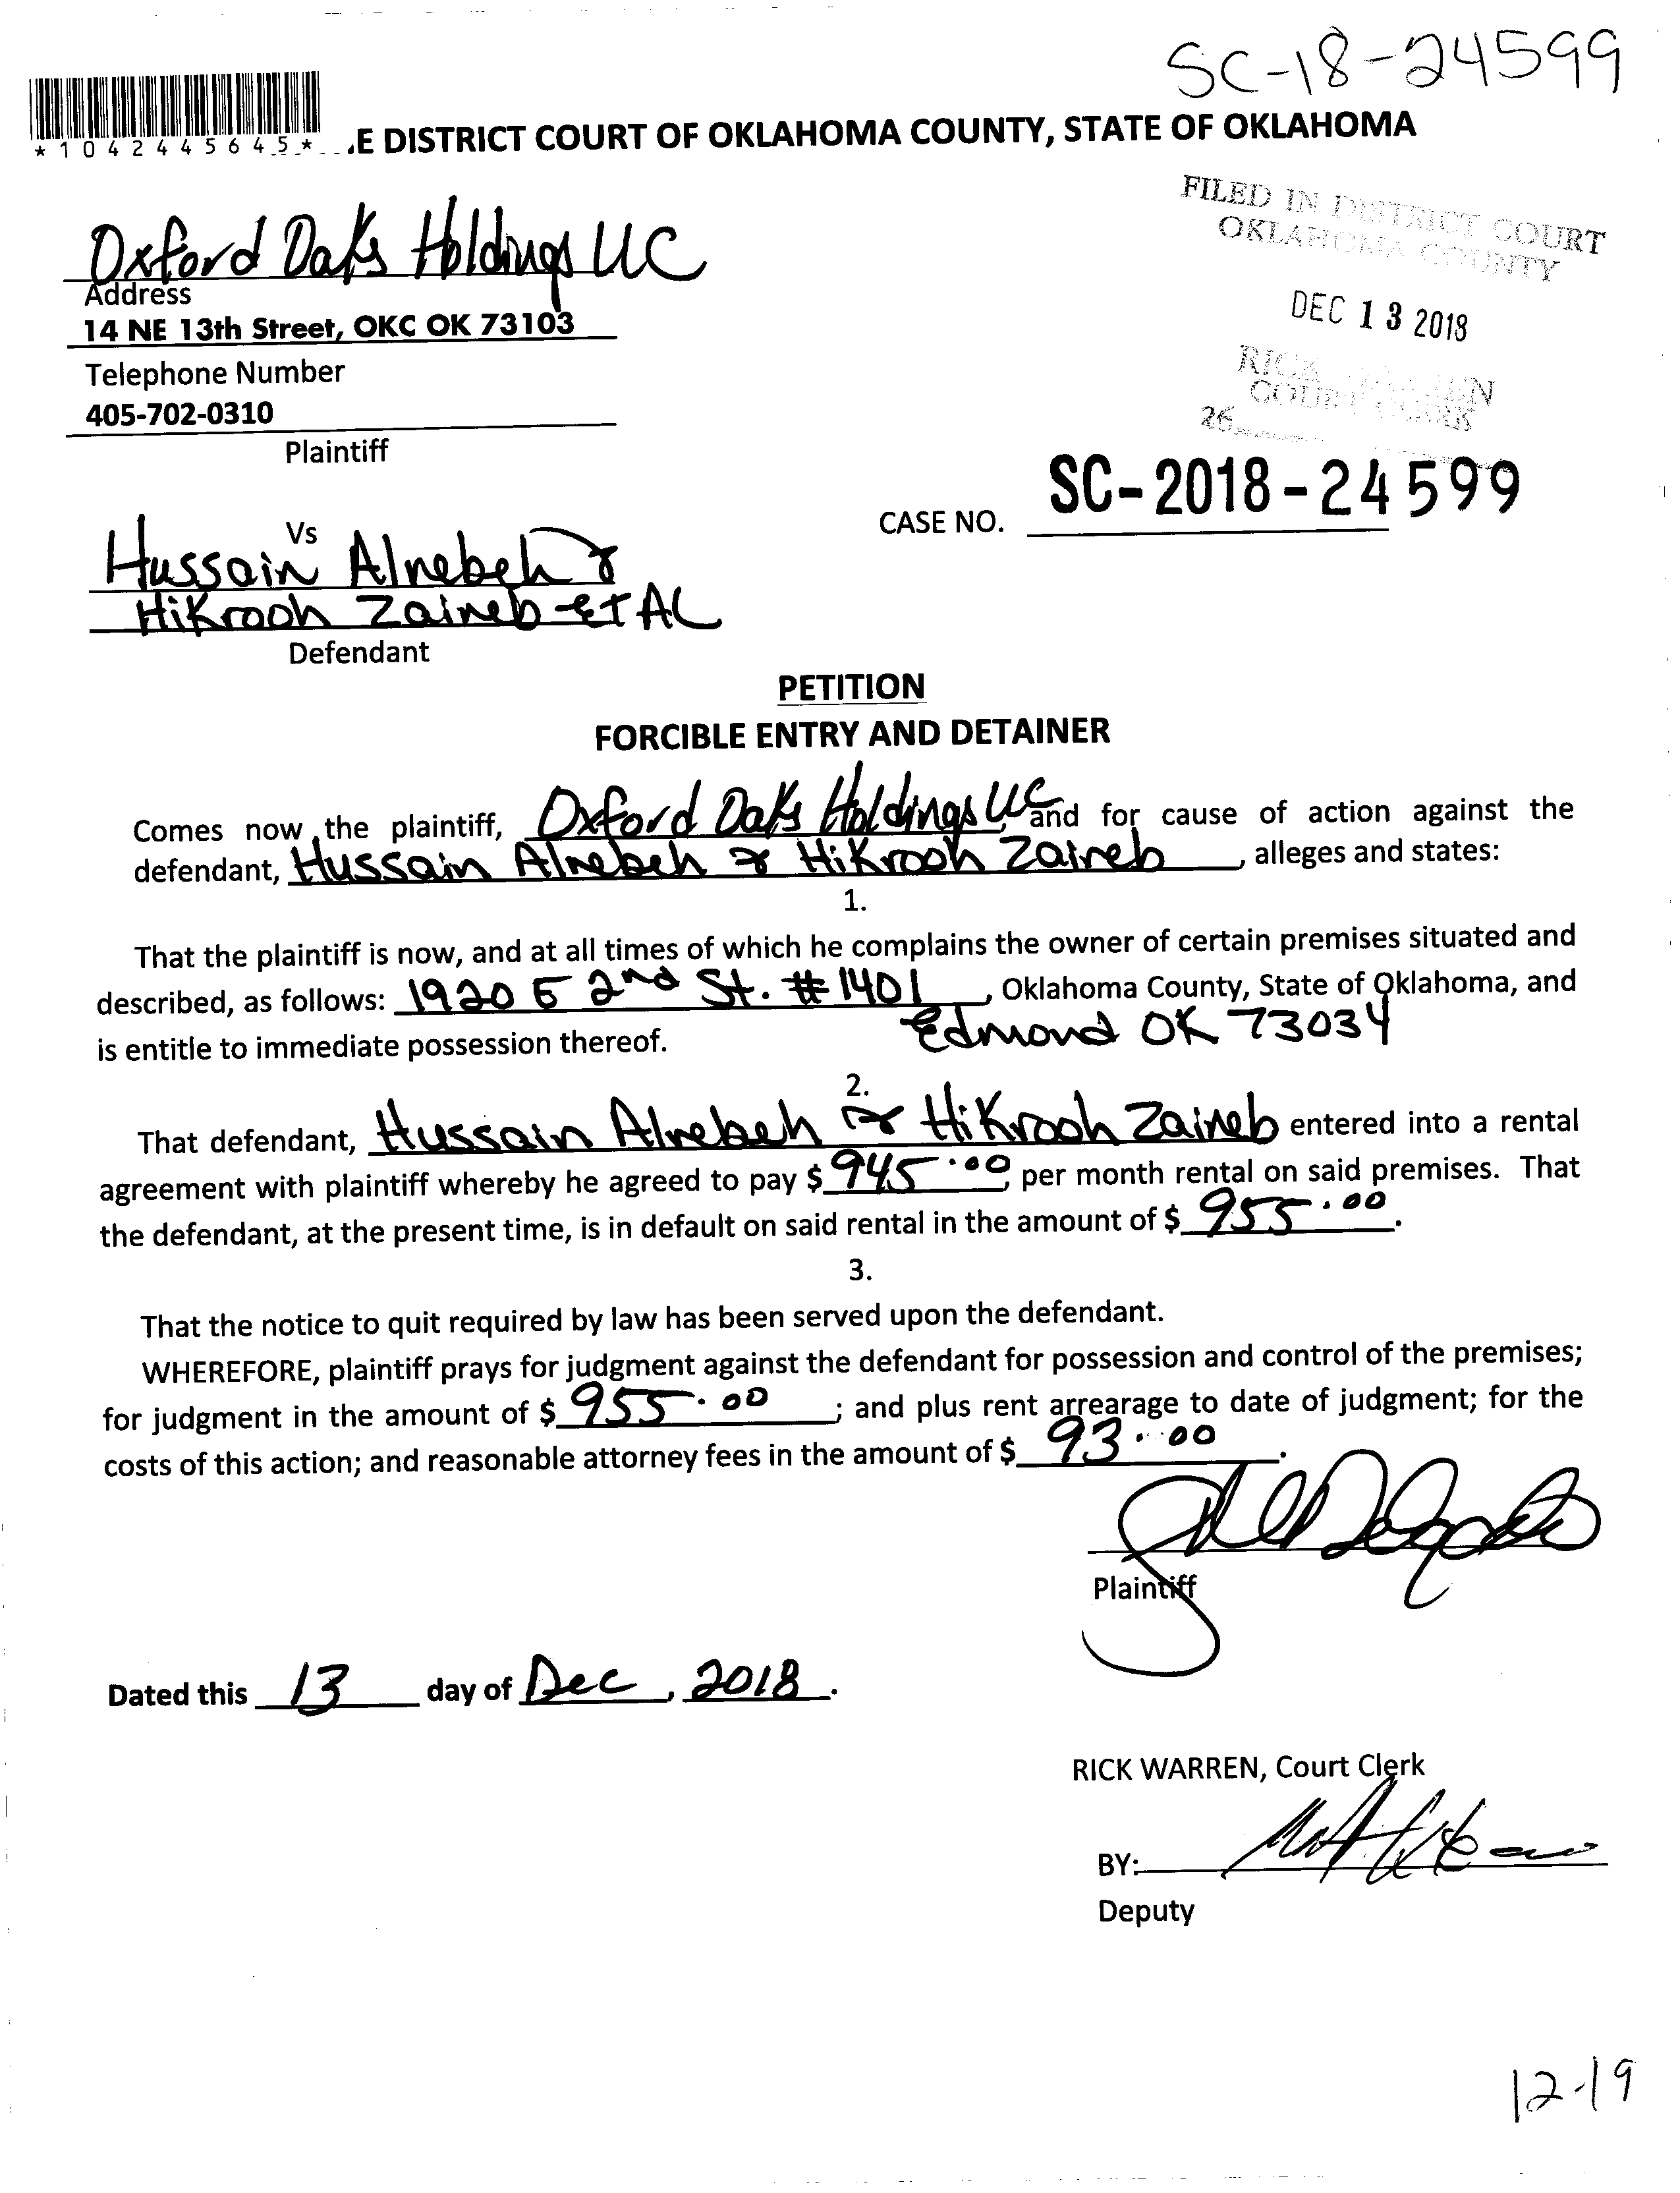 SC-18-24599
*1042445645*
E DISTRICT COURT OF OKLAHOMA COUNTY, STATE OF OKLAHOMA
FILED IN DISTRICT COURT
OKLAHOMA COUNTY
DEC 13 2018
RICK WARREN
COURT CLERK
26
Oxford Oaks Holdings LLC
Address
14 NE 13th Street, OKC OK 73103
Telephone Number
405-702-0310
Plaintiff
CASE NO. SC-2018-24599
Vs
Hussain Alnebeh &
Hikrooh Zaineb et AL
Defendant
PETITION
FORCIBLE ENTRY AND DETAINER
Comes now the plaintiff, Oxford Oaks Holdings LLC, and for cause of action against the
defendant, Hussain Alnebeh & Hikrooh Zaineb, alleges and states:
1.
That the plaintiff is now, and at all times of which he complains the owner of certain premises situated and
described, as follows: 1920 E 2nd St. #1401, Oklahoma County, State of Oklahoma, and
Edmond OK 73034
is entitle to immediate possession thereof.
2.
That defendant, Hussain Alnebeh & Hikrooh Zaineb entered into a rental
agreement with plaintiff whereby he agreed to pay $ 945.00, per month rental on said premises. That
the defendant, at the present time, is in default on said rental in the amount of $ 955.00.
3.
That the notice to quit required by law has been served upon the defendant.
WHEREFORE, plaintiff prays for judgment against the defendant for possession and control of the premises;
for judgment in the amount of $ 955.00; and plus rent arrearage to date of judgment; for the
costs of this action; and reasonable attorney fees in the amount of $ 93.00.
Plaintiff
Dated this 13 day of Dec, 2018.
RICK WARREN, Court Clerk
BY:
Deputy
12-19